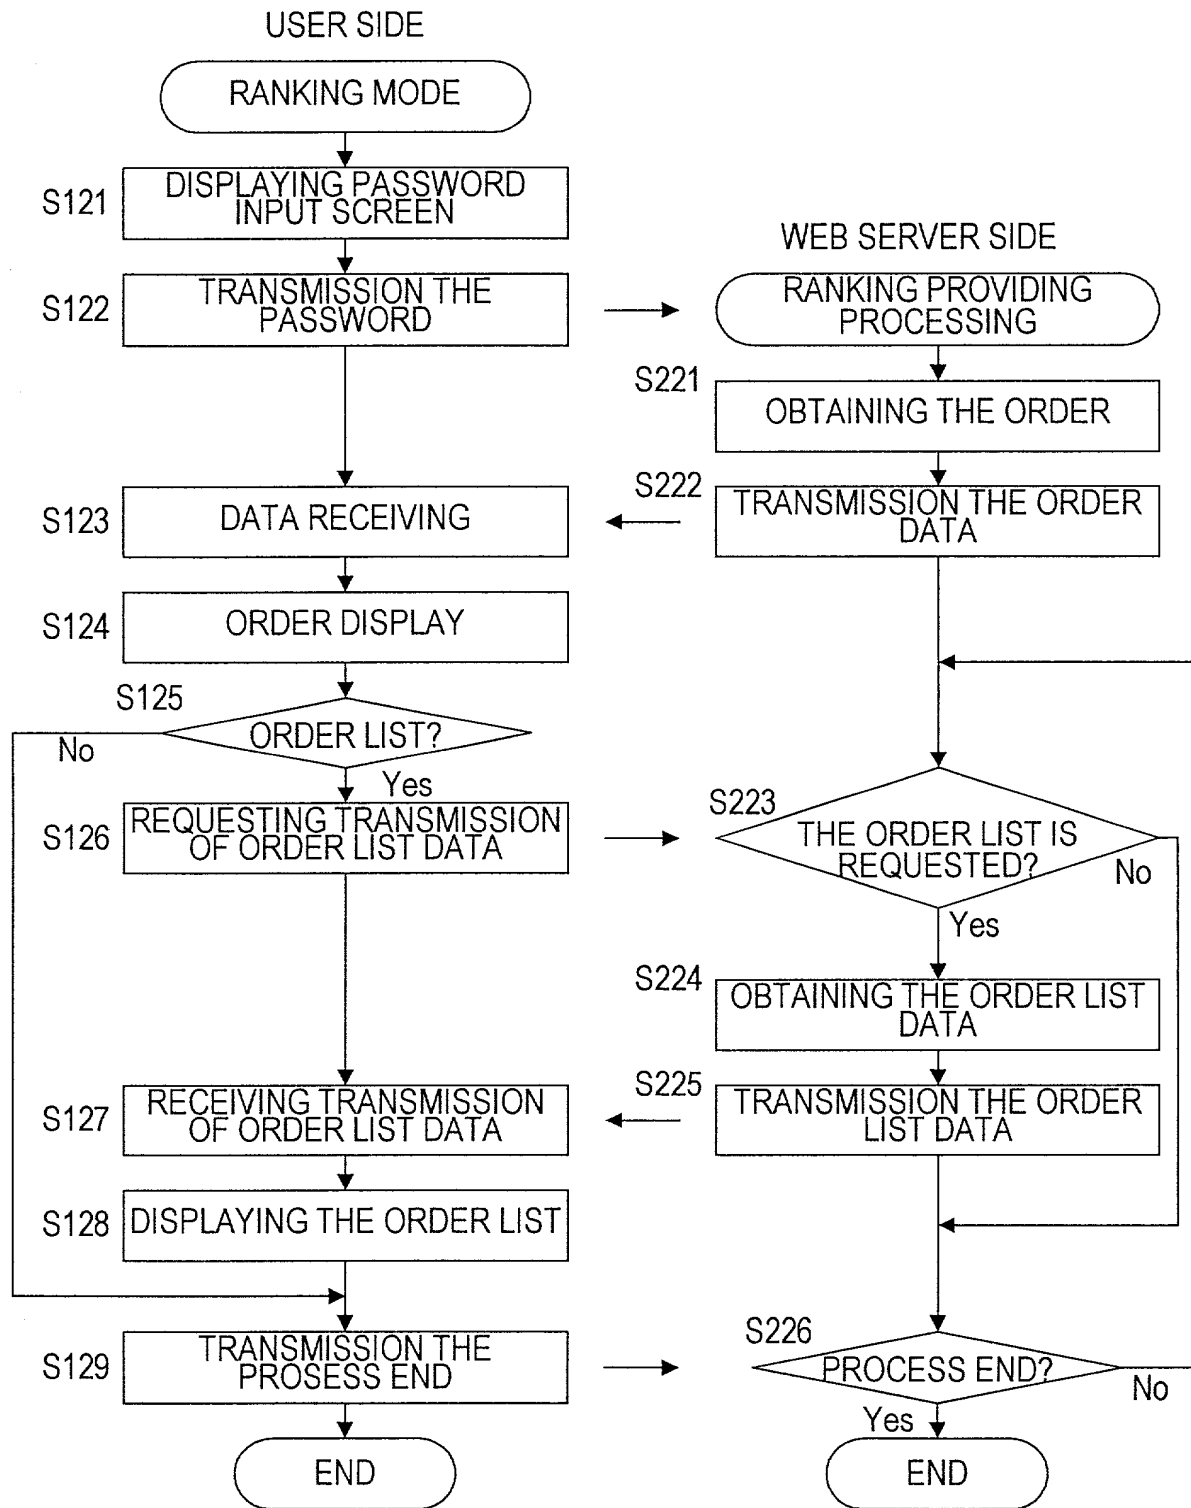 USER SIDE
RANKING MODE
S121
DISPLAYING PASSWORD
INPUT SCREEN
S122
TRANSMISSION THE
PASSWORD
S123
DATA RECEIVING
S124
ORDER DISPLAY
S125
ORDER LIST?
No
Yes
S126
REQUESTING TRANSMISSION
OF ORDER LIST DATA
S127
RECEIVING TRANSMISSION
OF ORDER LIST DATA
S128
DISPLAYING THE ORDER LIST
S129
TRANSMISSION THE
PROSESS END
END
WEB SERVER SIDE
RANKING PROVIDING
PROCESSING
S221
OBTAINING THE ORDER
S222
TRANSMISSION THE ORDER
DATA
S223
THE ORDER LIST IS
REQUESTED?
No
Yes
S224
OBTAINING THE ORDER LIST
DATA
S225
TRANSMISSION THE ORDER
LIST DATA
S226
PROCESS END?
No
Yes
END